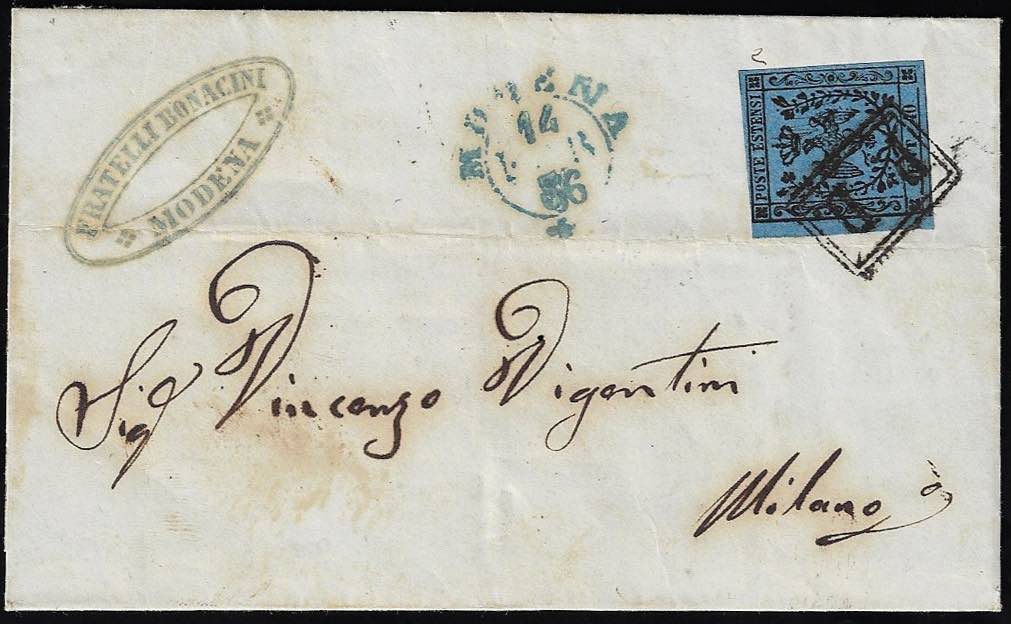 FRATELLI BONACINI
MODENA
MODENA
14
56
POSTE ESTENSI
P.D
Sig Vincenzo Vigentini
Milano